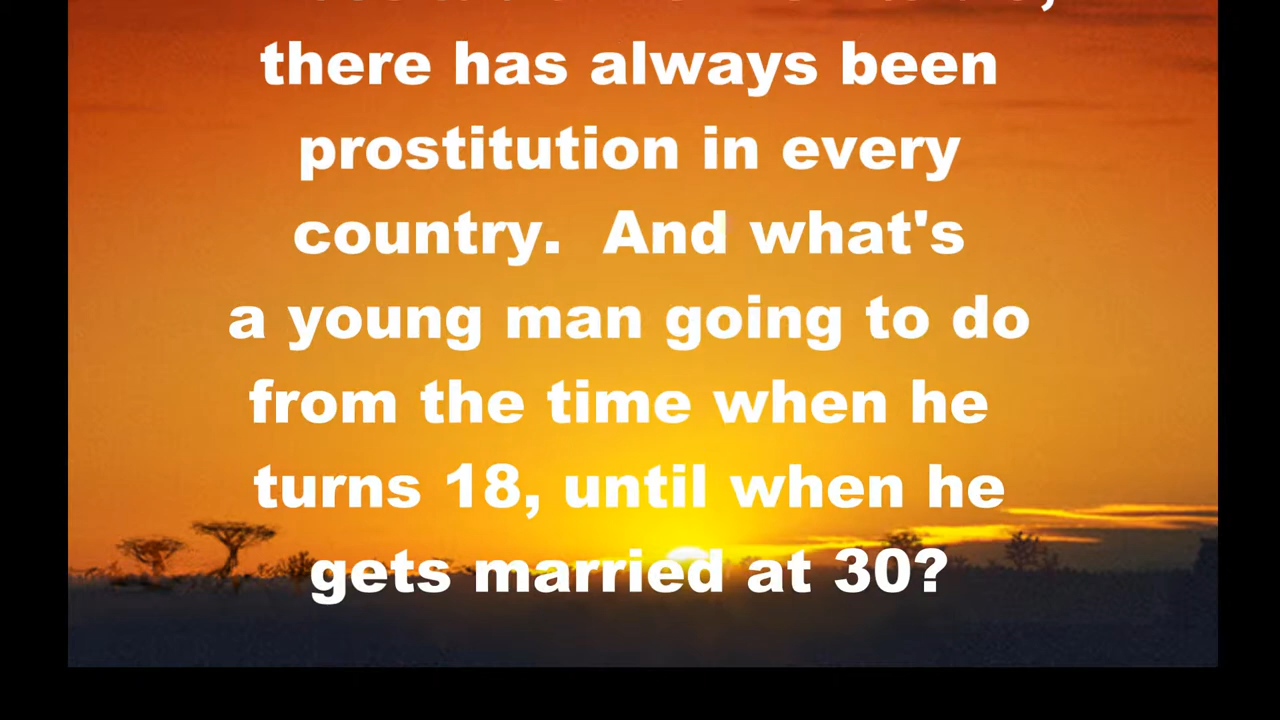 there has always been
prostitution in every
country.  And what's
a young man going to do
from the time when he
turns 18, until when he
gets married at 30?